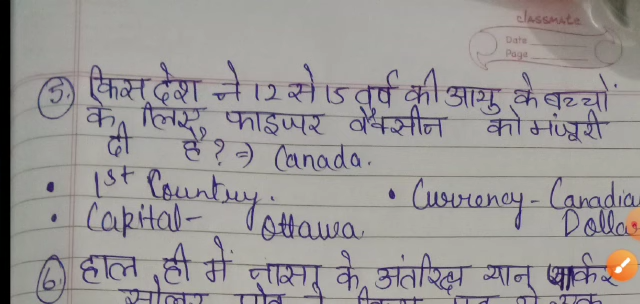 classmate
Date
Page
5. किस देश ने 12 से 15 वर्ष की आयु के बच्चों
के लिए, फाइजर वैक्सीन को मंजूरी
दी है? ⇒ Canada.
• 1st Country. • Currency - Canadian
• Capital - Ottawa Dollar
6. हाल ही में नासा के अंतरिक्ष यान पार्कर
सोलर